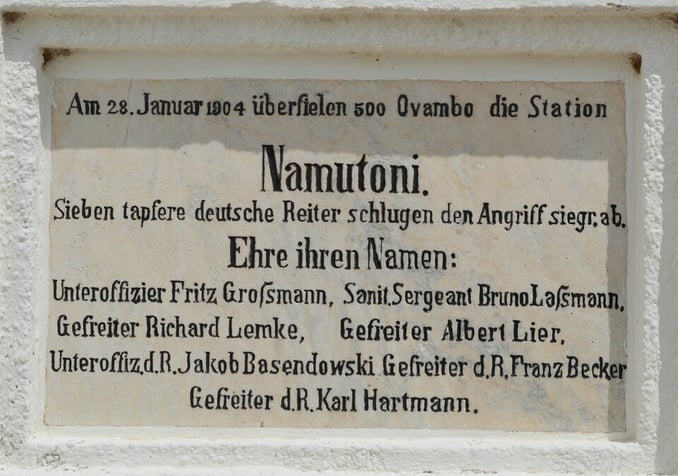 Am 28. Januar 1904 überfielen 500 Ovambo die Station
Namutoni.
Sieben tapfere deutsche Reiter schlugen den Angriff siegr. ab.
Ehre ihren Namen:
Unteroffizier Fritz Groſsmann, Sanit. Sergeant Bruno Laſsmann,
Gefreiter Richard Lemke, Gefreiter Albert Lier,
Unteroffiz. d. R. Jakob Basendowski Gefreiter d. R. Franz Becker
Gefreiter d. R. Karl Hartmann.